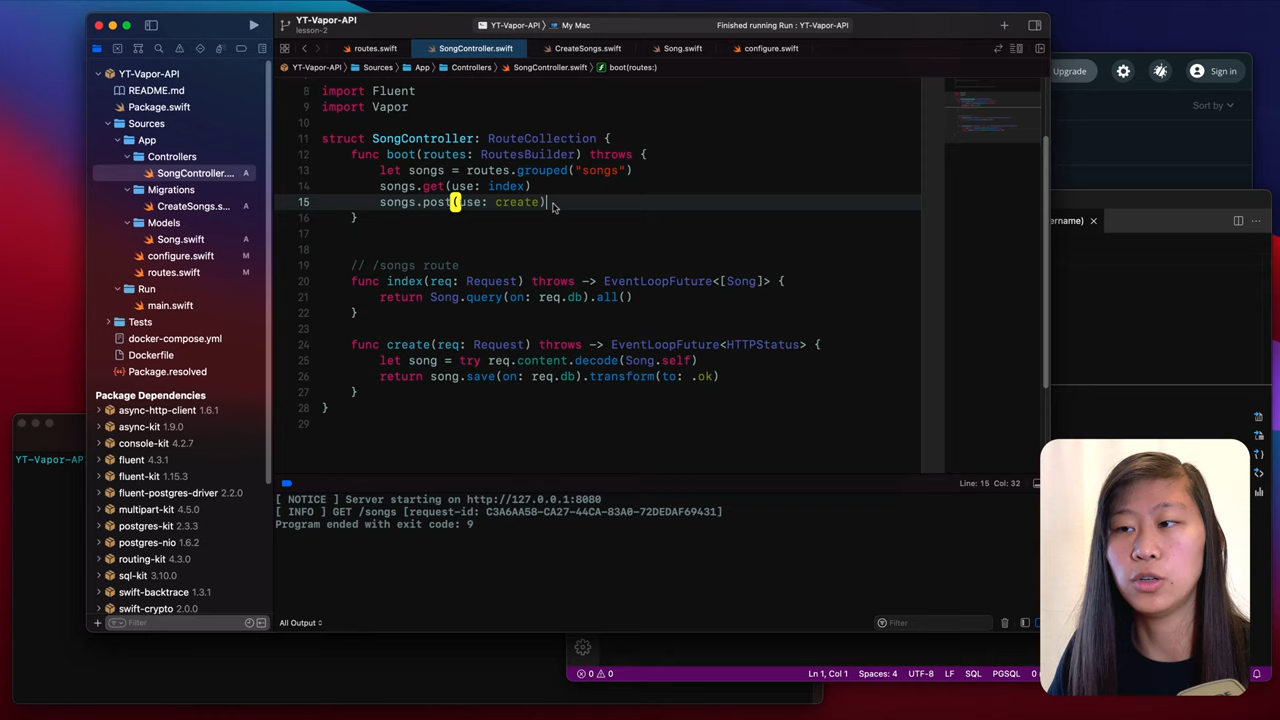 YT-Vapor-API
lesson-2
YT-Vapor-API 〉 My Mac
Finished running Run : YT-Vapor-API
routes.swift
SongController.swift
CreateSongs.swift
Song.swift
configure.swift
YT-Vapor-API 〉 Sources 〉 App 〉 Controllers 〉 SongController.swift 〉 boot(routes:)
YT-Vapor-API
README.md
Package.swift
Sources
App
Controllers
SongController.... A
Migrations
CreateSongs.s... A
Models
Song.swift A
configure.swift M
routes.swift M
Run
main.swift
Tests
docker-compose.yml
Dockerfile
Package.resolved
Package Dependencies
async-http-client 1.6.1
async-kit 1.9.0
console-kit 4.2.7
fluent 4.3.1
fluent-kit 1.15.3
fluent-postgres-driver 2.2.0
multipart-kit 4.5.0
postgres-kit 2.3.3
postgres-nio 1.6.2
routing-kit 4.3.0
sql-kit 3.10.0
swift-backtrace 1.3.1
swift-crypto 2.0.0
Filter
8 import Fluent
9 import Vapor
10
11 struct SongController: RouteCollection {
12 func boot(routes: RoutesBuilder) throws {
13 let songs = routes.grouped("songs")
14 songs.get(use: index)
15 songs.post(use: create)
16 }
17
18
19 // /songs route
20 func index(req: Request) throws -> EventLoopFuture<[Song]> {
21 return Song.query(on: req.db).all()
22 }
23
24 func create(req: Request) throws -> EventLoopFuture<HTTPStatus> {
25 let song = try req.content.decode(Song.self)
26 return song.save(on: req.db).transform(to: .ok)
27 }
28 }
29
Line: 15 Col: 32
[ NOTICE ] Server starting on http://127.0.0.1:8080
[ INFO ] GET /songs [request-id: C3A6AA58-CA27-44CA-83A0-72DEDAF69431]
Program ended with exit code: 9
All Output
Filter
Upgrade
Sign in
Sort by
ername)
YT-Vapor-AP
0 0
Ln 1, Col 1
Spaces: 4
UTF-8
LF
SQL
PGSQL